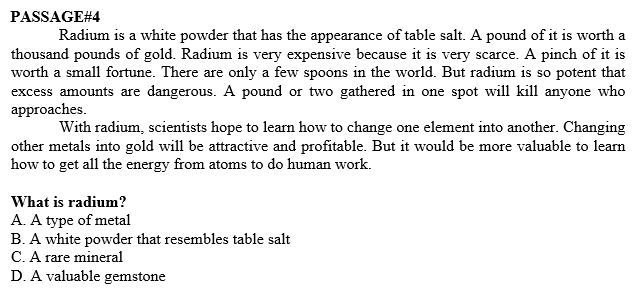 PASSAGE#4
Radium is a white powder that has the appearance of table salt. A pound of it is worth a
thousand pounds of gold. Radium is very expensive because it is very scarce. A pinch of it is
worth a small fortune. There are only a few spoons in the world. But radium is so potent that
excess amounts are dangerous. A pound or two gathered in one spot will kill anyone who
approaches.
With radium, scientists hope to learn how to change one element into another. Changing
other metals into gold will be attractive and profitable. But it would be more valuable to learn
how to get all the energy from atoms to do human work.
What is radium?
A. A type of metal
B. A white powder that resembles table salt
C. A rare mineral
D. A valuable gemstone